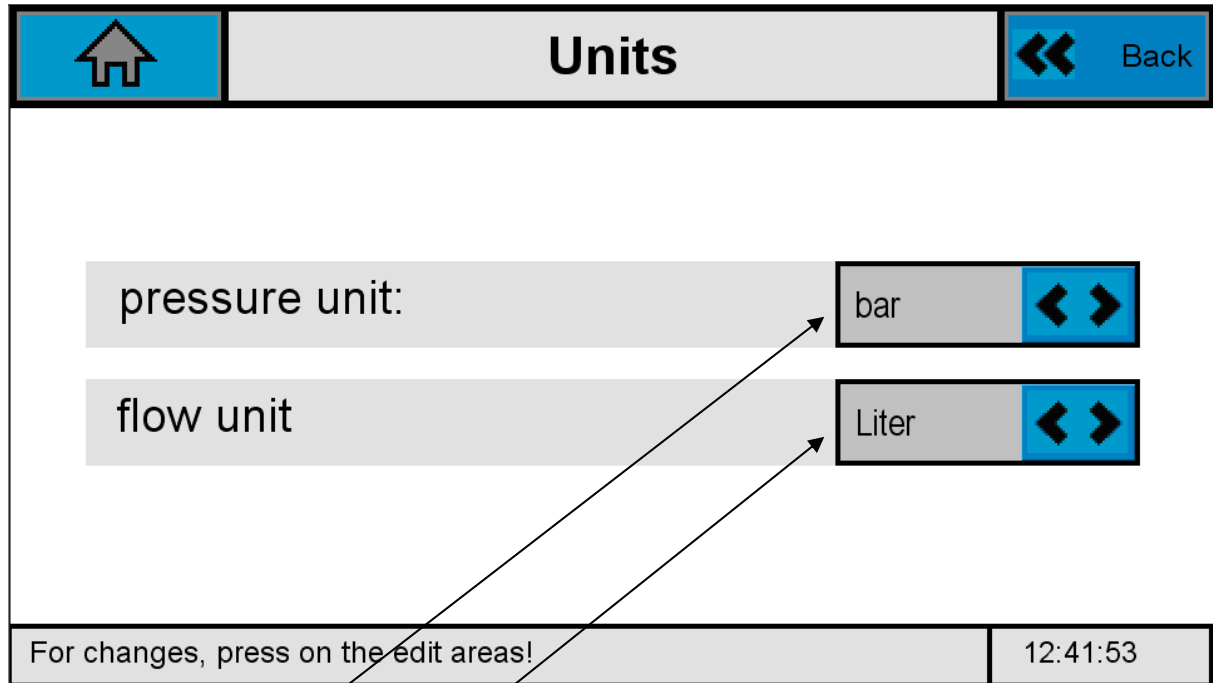 Units
Back
pressure unit:
bar
flow unit
Liter
For changes, press on the edit areas!
12:41:53